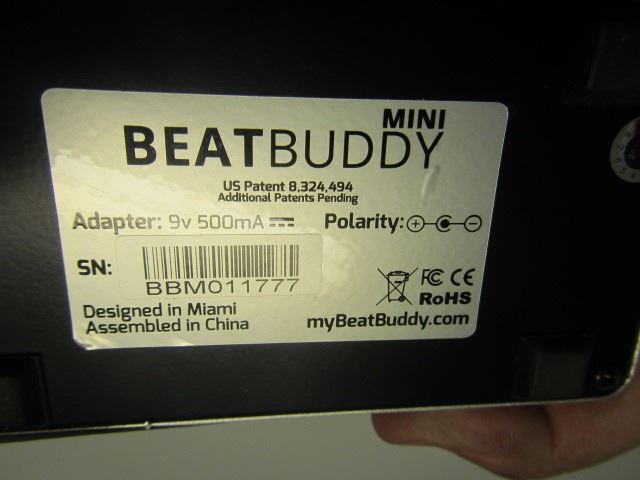 MINI
BEATBUDDY
US Patent 8,324,494
Additional Patents Pending
Adapter: 9v 500mA Polarity: + -
SN: BBM011777
FC CE
RoHS
Designed in Miami
Assembled in China
myBeatBuddy.com